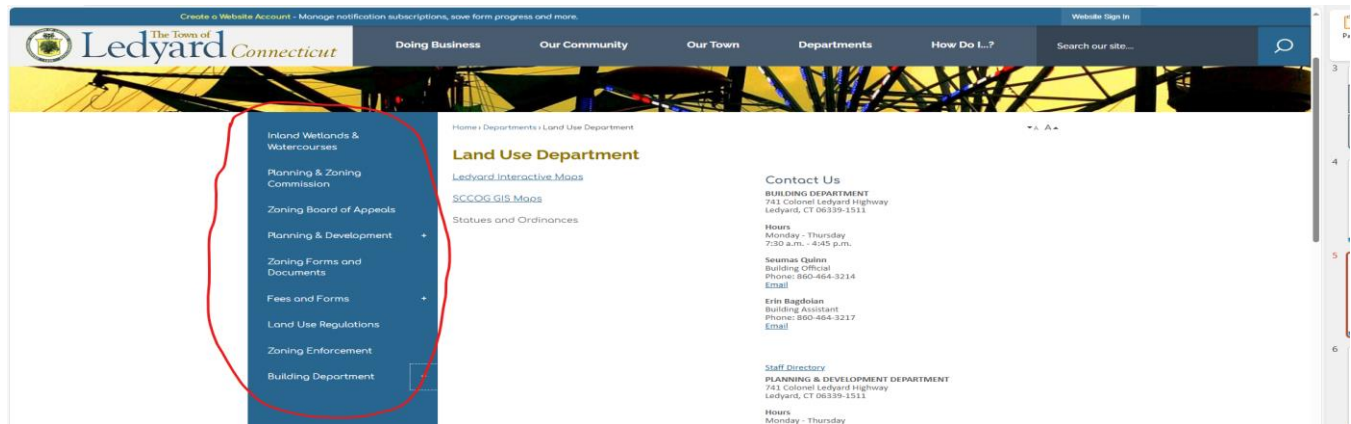 Create a Website Account - Manage notification subscriptions, save form progress and more.
Website Sign In
The Town of
Ledyard Connecticut
Doing Business
Our Community
Our Town
Departments
How Do I...?
Search our site...
Inland Wetlands &
Watercourses
Planning & Zoning
Commission
Zoning Board of Appeals
Planning & Development +
Zoning Forms and
Documents
Fees and Forms +
Land Use Regulations
Zoning Enforcement
Building Department −
Home › Departments › Land Use Department
A A
Land Use Department
Ledyard Interactive Maps
SCCOG GIS Maps
Statues and Ordinances
Contact Us
BUILDING DEPARTMENT
741 Colonel Ledyard Highway
Ledyard, CT 06339-1511
Hours
Monday - Thursday
7:30 a.m. - 4:45 p.m.
Seumas Quinn
Building Official
Phone: 860-464-3214
Email
Erin Bagdoian
Building Assistant
Phone: 860-464-3217
Email
Staff Directory
PLANNING & DEVELOPMENT DEPARTMENT
741 Colonel Ledyard Highway
Ledyard, CT 06339-1511
Hours
Monday - Thursday
3
4
5
6